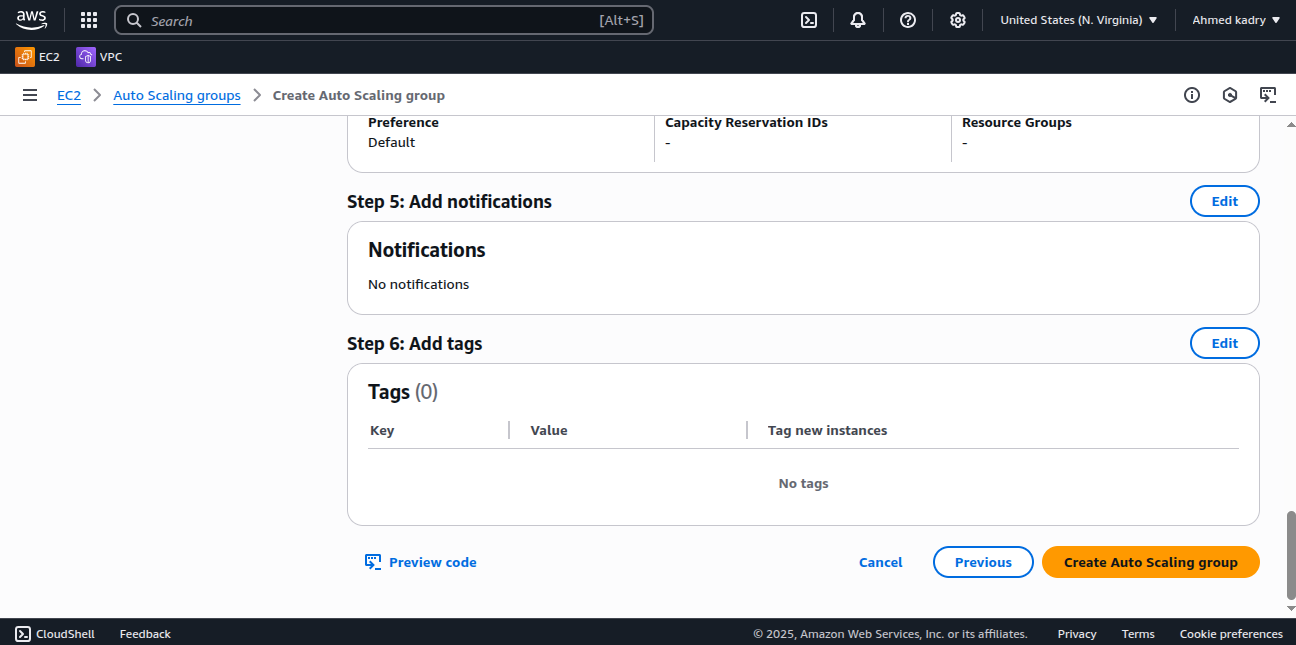 aws
Search [Alt+S]
United States (N. Virginia)
Ahmed kadry
EC2
VPC
EC2 > Auto Scaling groups > Create Auto Scaling group
Preference
Default
Capacity Reservation IDs
-
Resource Groups
-
Step 5: Add notifications
Edit
Notifications
No notifications
Step 6: Add tags
Edit
Tags (0)
Key Value Tag new instances
No tags
Preview code
Cancel
Previous
Create Auto Scaling group
CloudShell
Feedback
© 2025, Amazon Web Services, Inc. or its affiliates.
Privacy
Terms
Cookie preferences